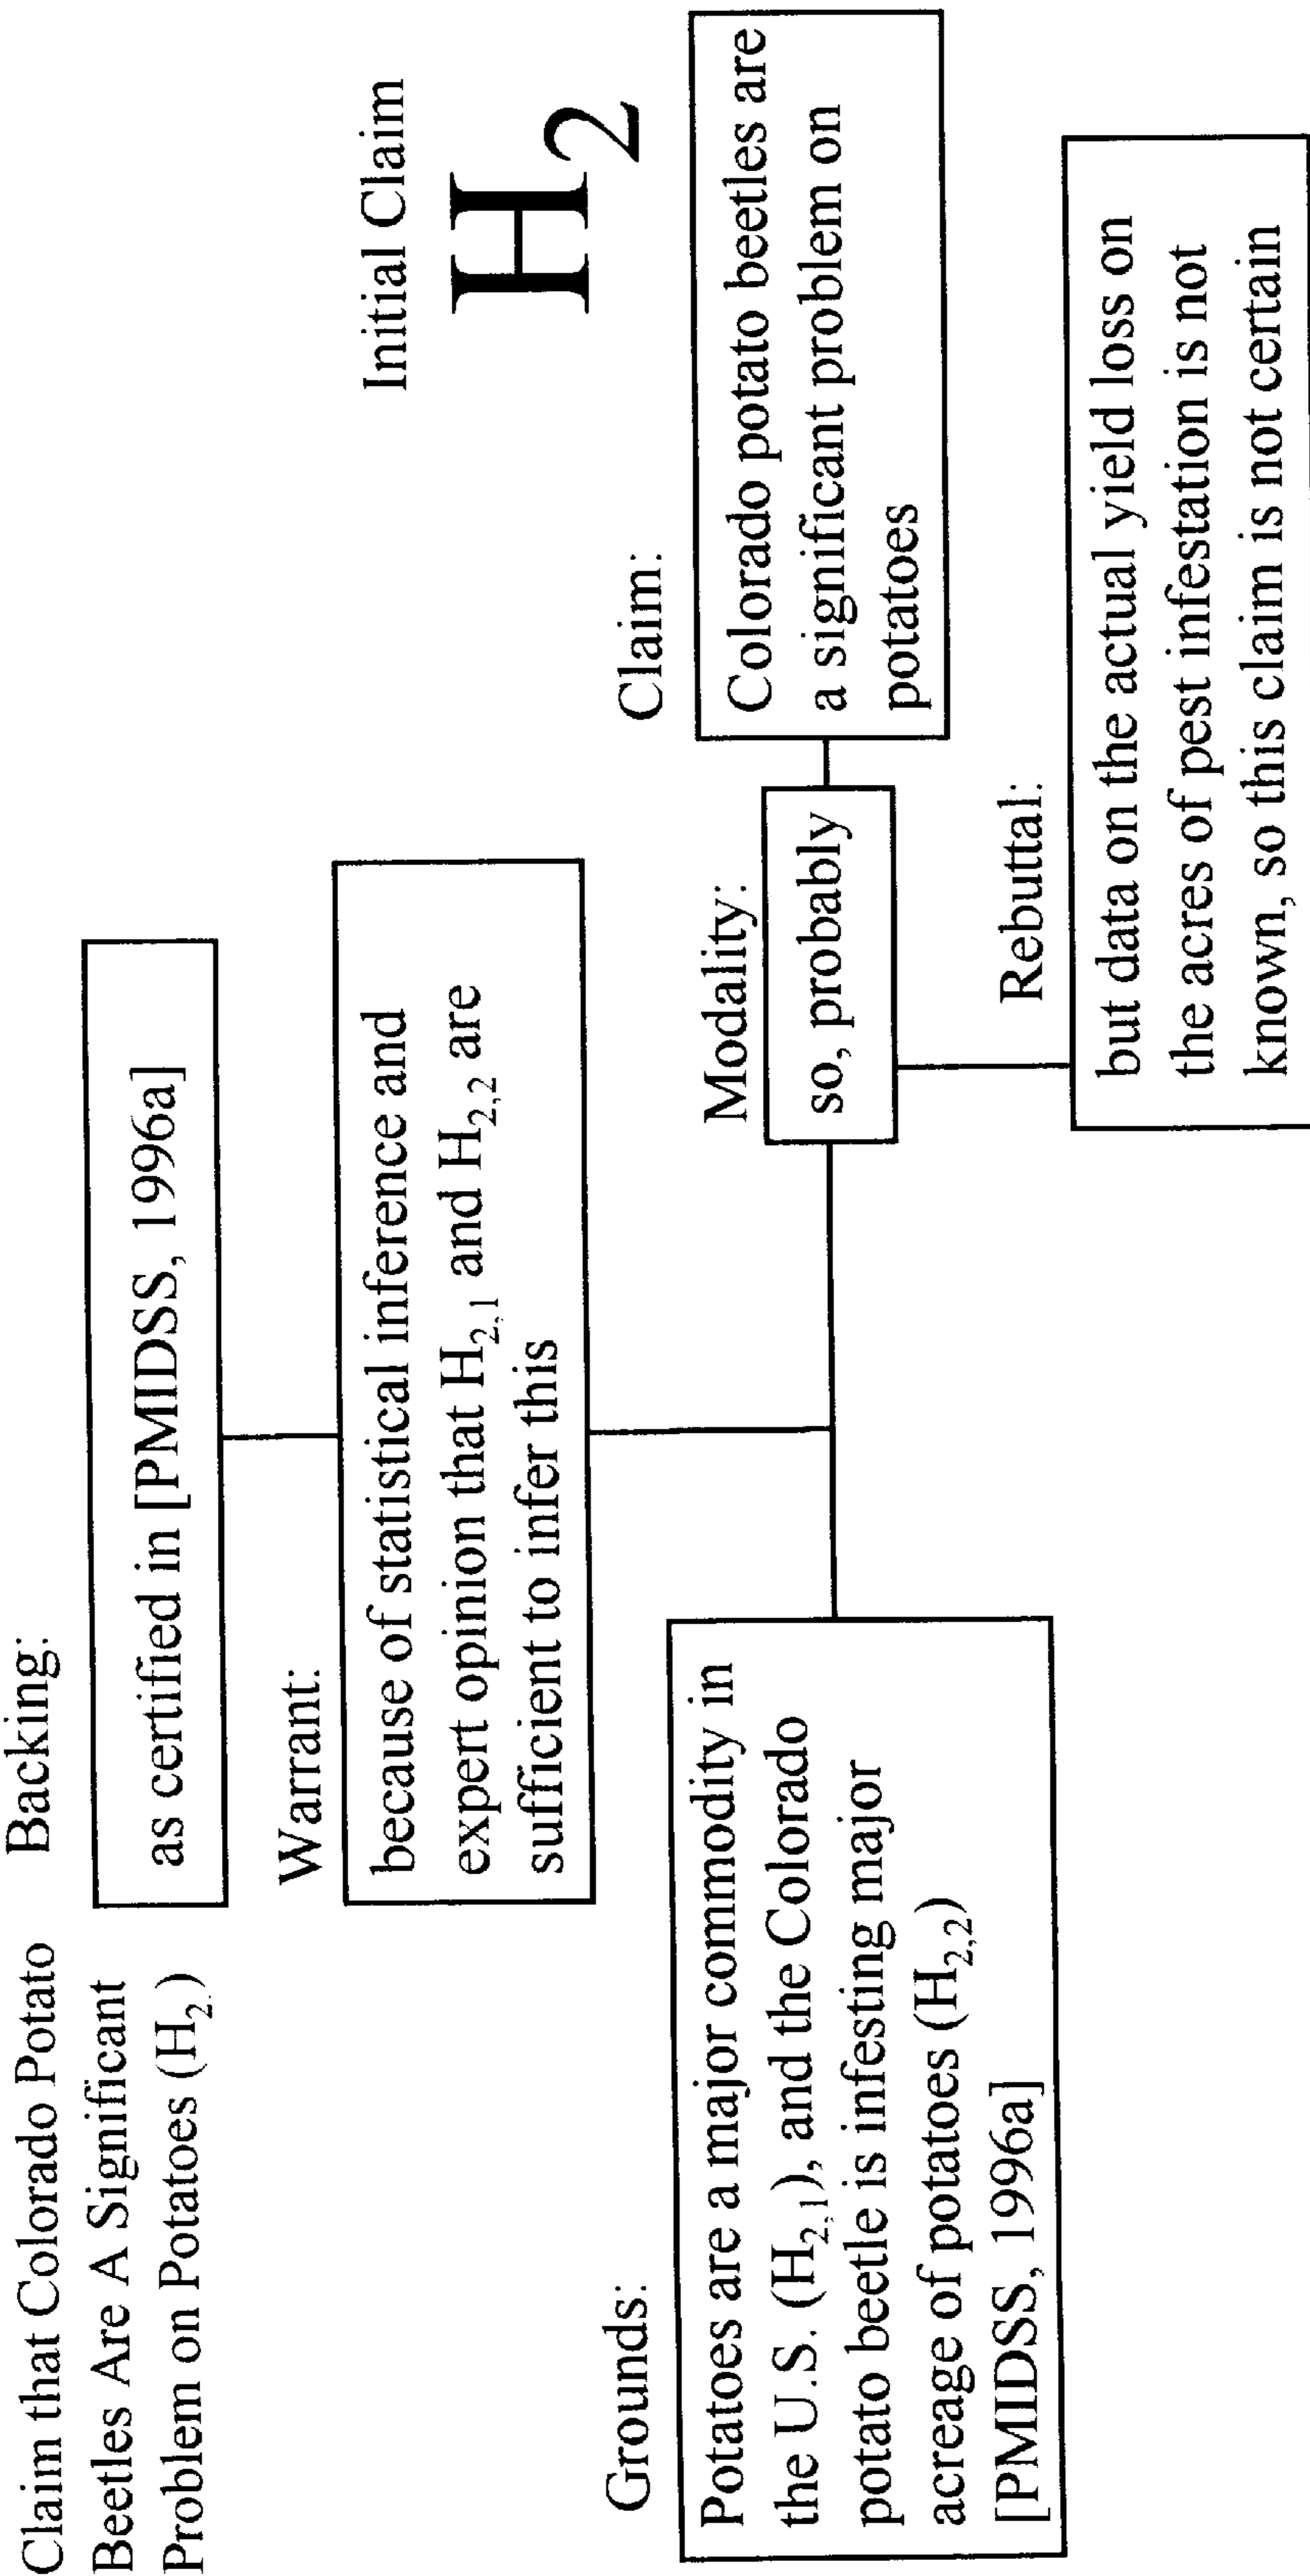 Claim that Colorado Potato
Beetles Are A Significant
Problem on Potatoes (H₂)
Backing:
as certified in [PMIDSS, 1996a]
Warrant:
because of statistical inference and
expert opinion that H₂,₁ and H₂,₂ are
sufficient to infer this
Initial Claim
H₂
Grounds:
Potatoes are a major commodity in
the U.S. (H₂,₁), and the Colorado
potato beetle is infesting major
acreage of potatoes (H₂,₂)
[PMIDSS, 1996a]
Modality:
so, probably
Claim:
Colorado potato beetles are
a significant problem on
potatoes
Rebuttal:
but data on the actual yield loss on
the acres of pest infestation is not
known, so this claim is not certain